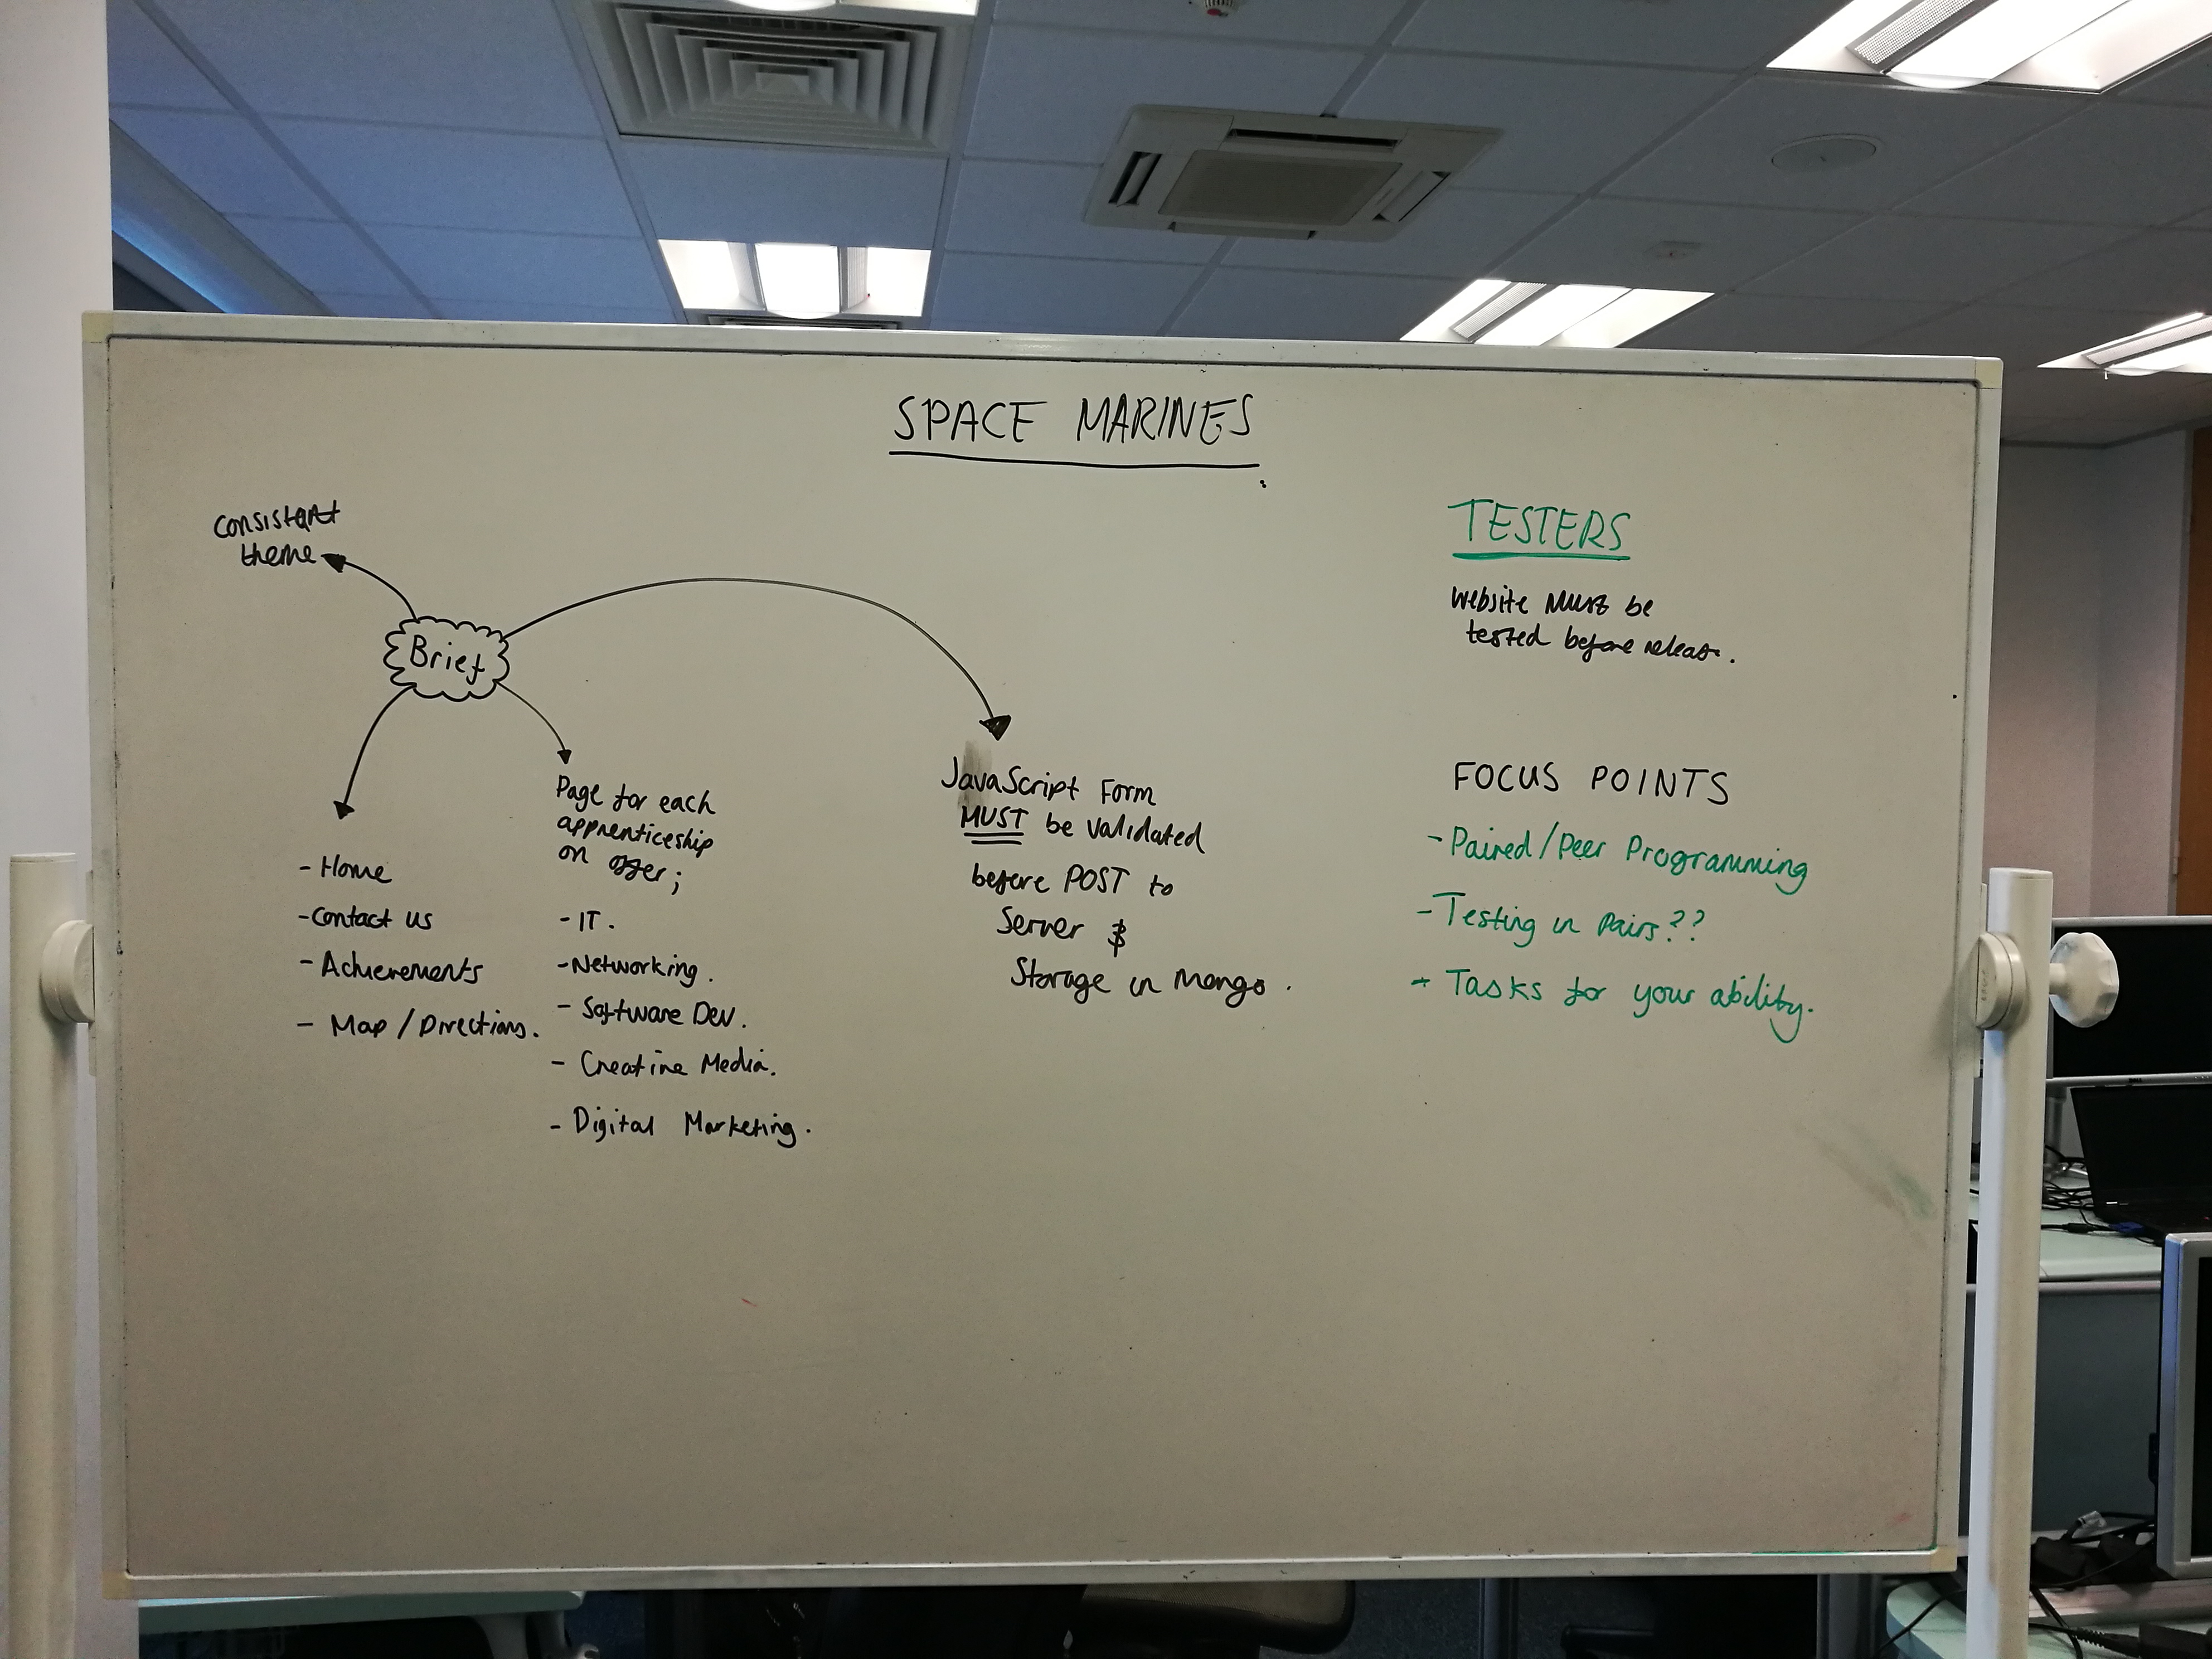 SPACE MARINES
consistant
theme
Brief
- Home
- Contact us
- Achievements
- Map / Directions.
Page for each
apprenticeship
on offer;
- IT.
- Networking.
- Software Dev.
- Creative Media.
- Digital Marketing.
JavaScript Form
MUST be validated
before POST to
Server &
Storage in Mongo.
TESTERS
Website MUST be
tested before release.
FOCUS POINTS
- Paired/Peer Programming
- Testing in Pairs??
- Tasks for your ability.